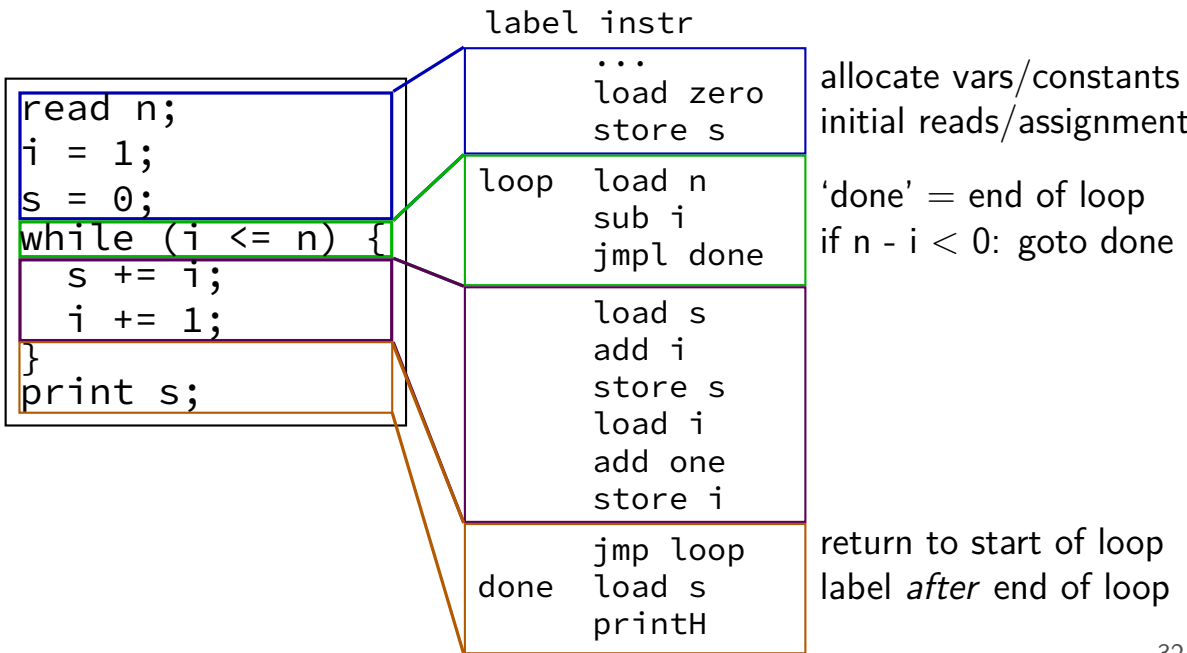 label instr
read n;
i = 1;
s = 0;
while (i <= n) {
  s += i;
  i += 1;
}
print s;
...
load zero
store s
loop load n
sub i
jmpl done
load s
add i
store s
load i
add one
store i
jmp loop
done load s
printH
allocate vars/constants
initial reads/assignment
‘done’ = end of loop
if n - i < 0: goto done
return to start of loop
label after end of loop
32